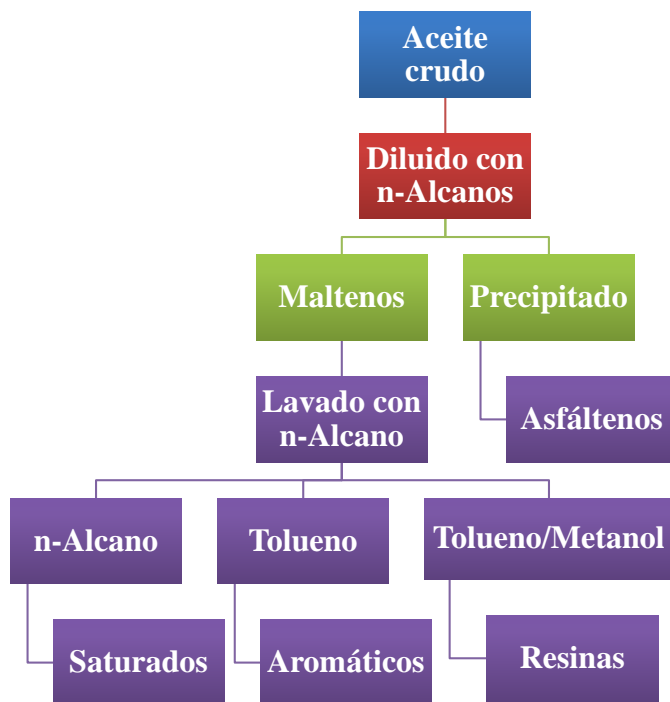 Aceite
crudo
Diluido con
n-Alcanos
Maltenos
Precipitado
Lavado con
n-Alcano
Asfáltenos
n-Alcano
Tolueno
Tolueno/Metanol
Saturados
Aromáticos
Resinas